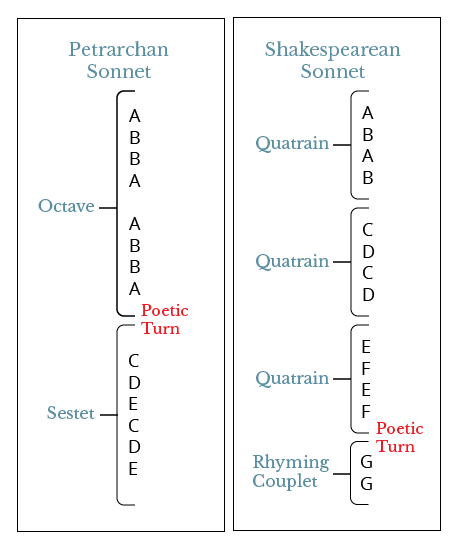 Petrarchan
Sonnet
A
B
B
A
Octave
A
B
B
A
Poetic
Turn
C
D
E
Sestet
C
D
E
Shakespearean
Sonnet
A
Quatrain
B
A
B
C
D
Quatrain
C
D
E
F
Quatrain
E
F
Poetic
Turn
Rhyming
Couplet
G
G